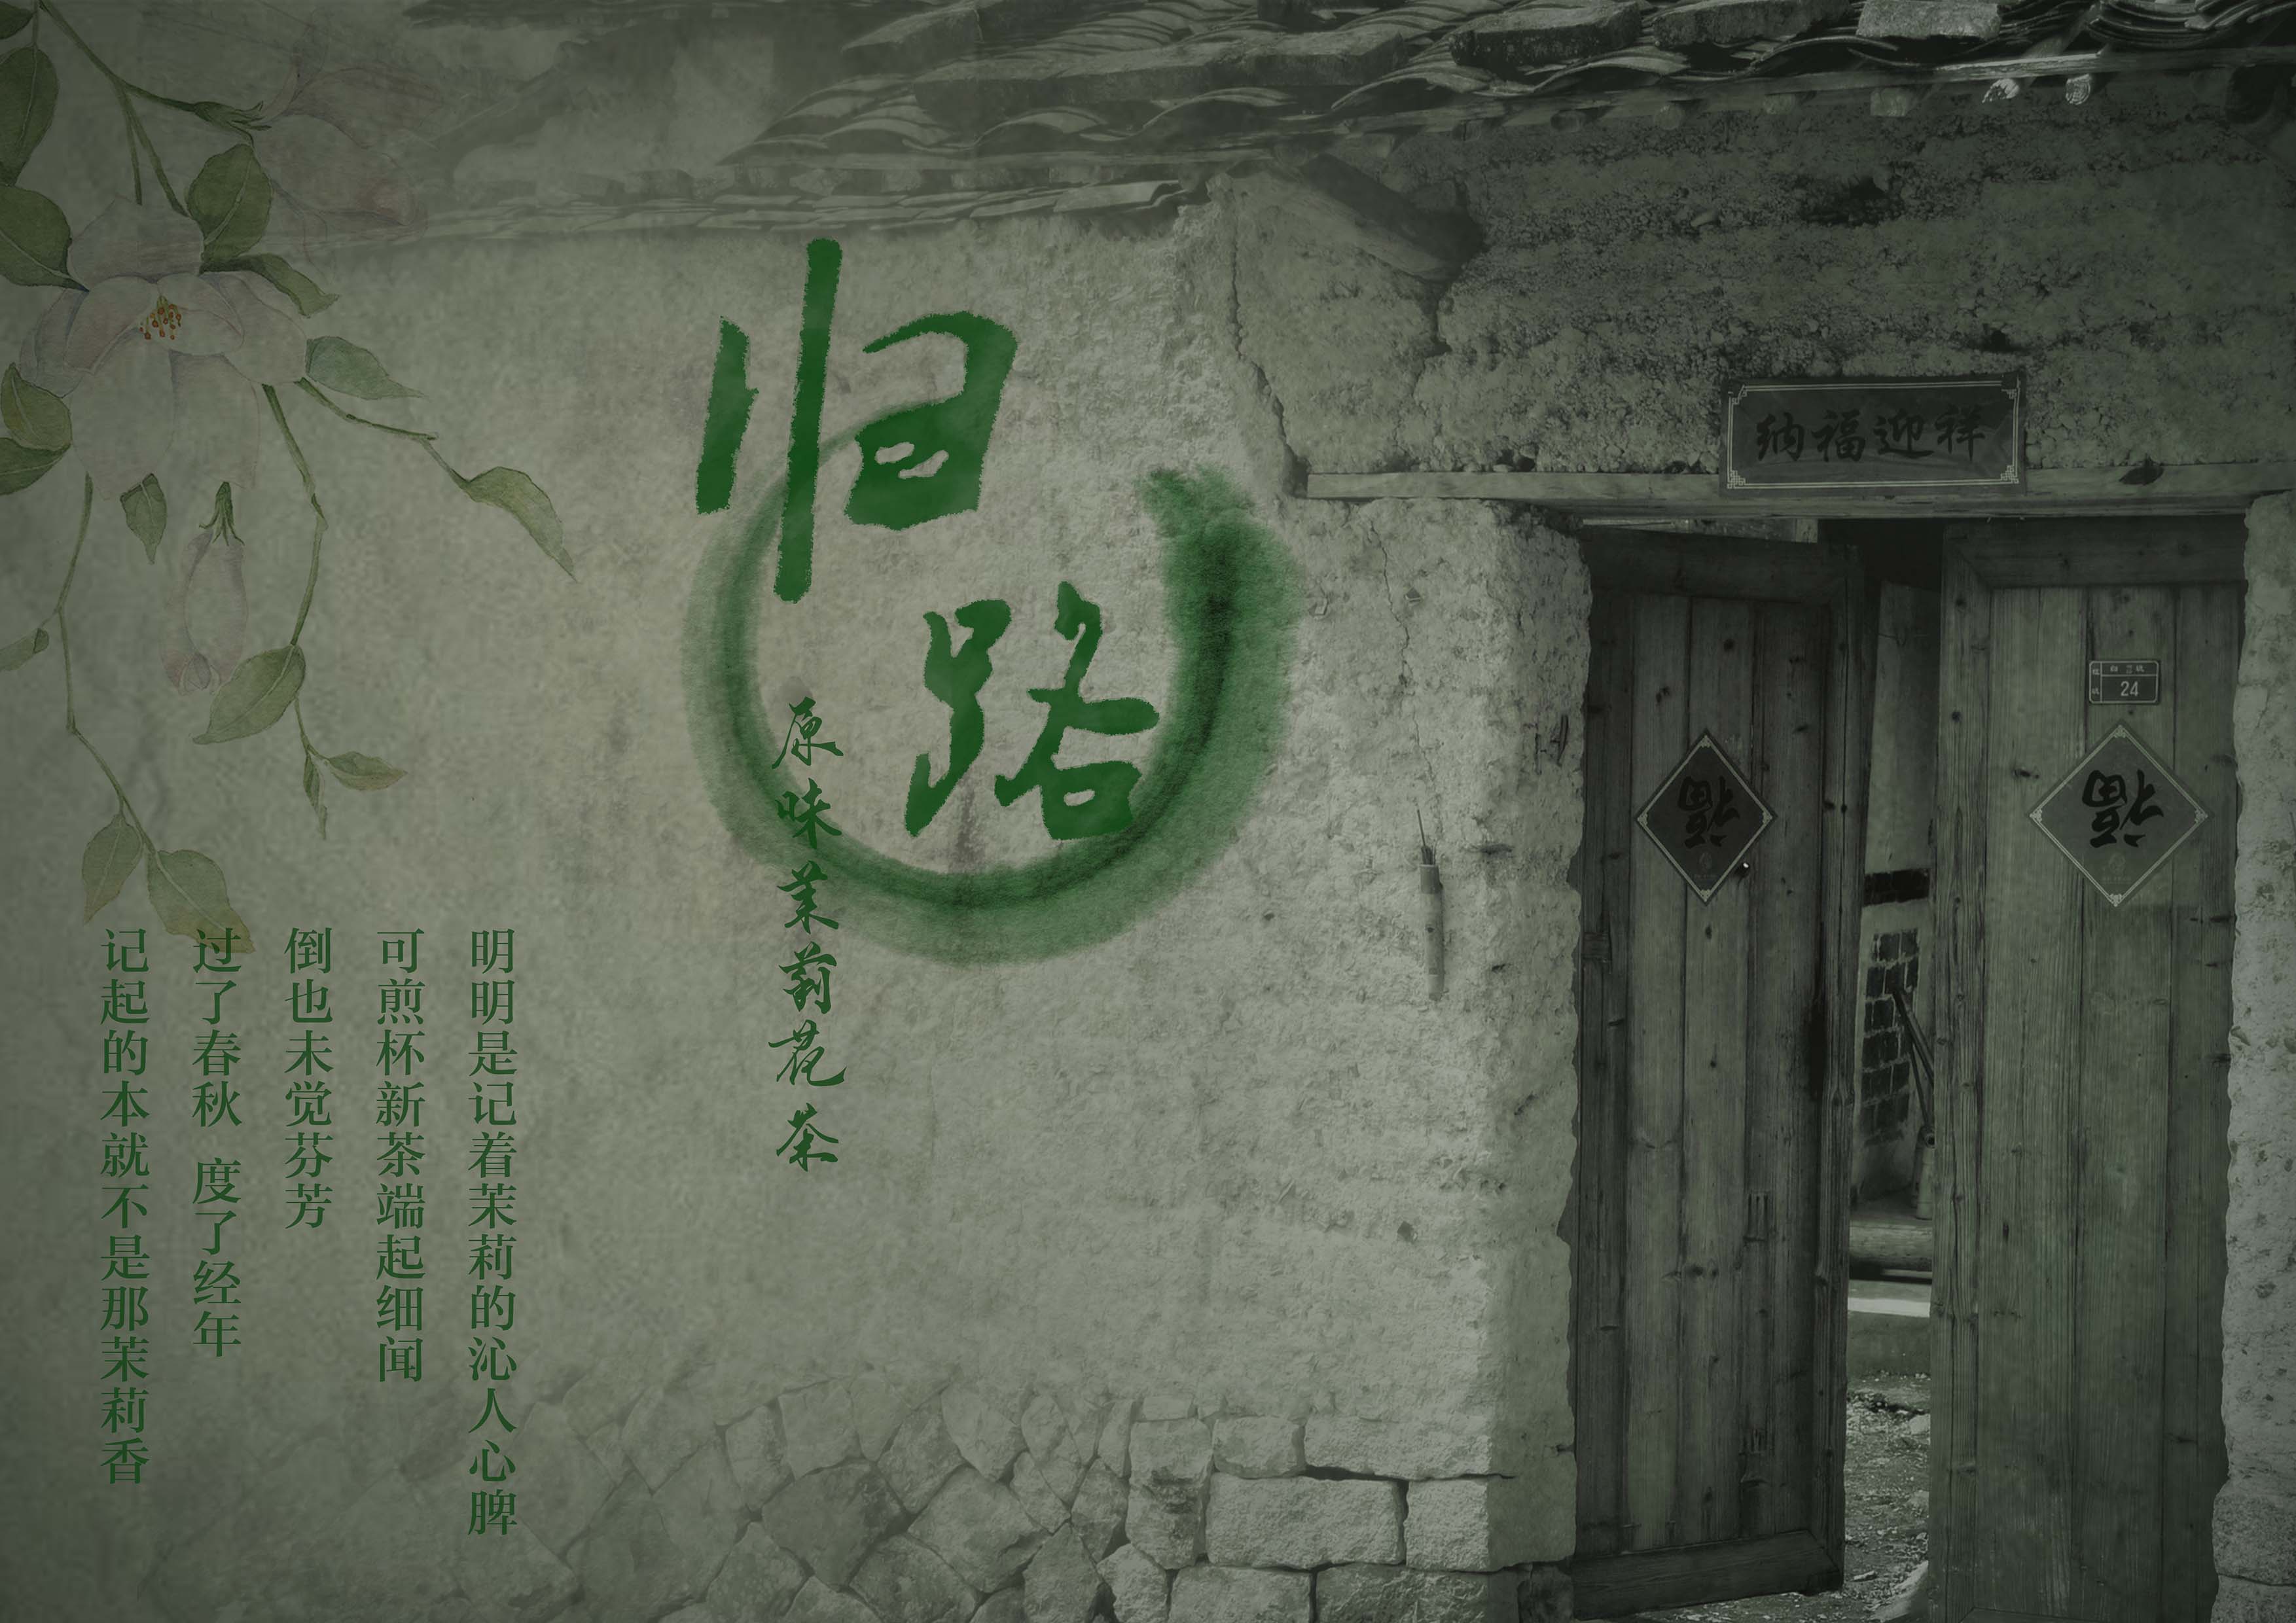 归路
原味茉莉花茶
明明是记着茉莉的沁人心脾
可煎杯新茶端起细闻
倒也未觉芬芳
过了春秋 度了经年
记起的本就不是那茉莉香
纳福迎祥
福
福
24